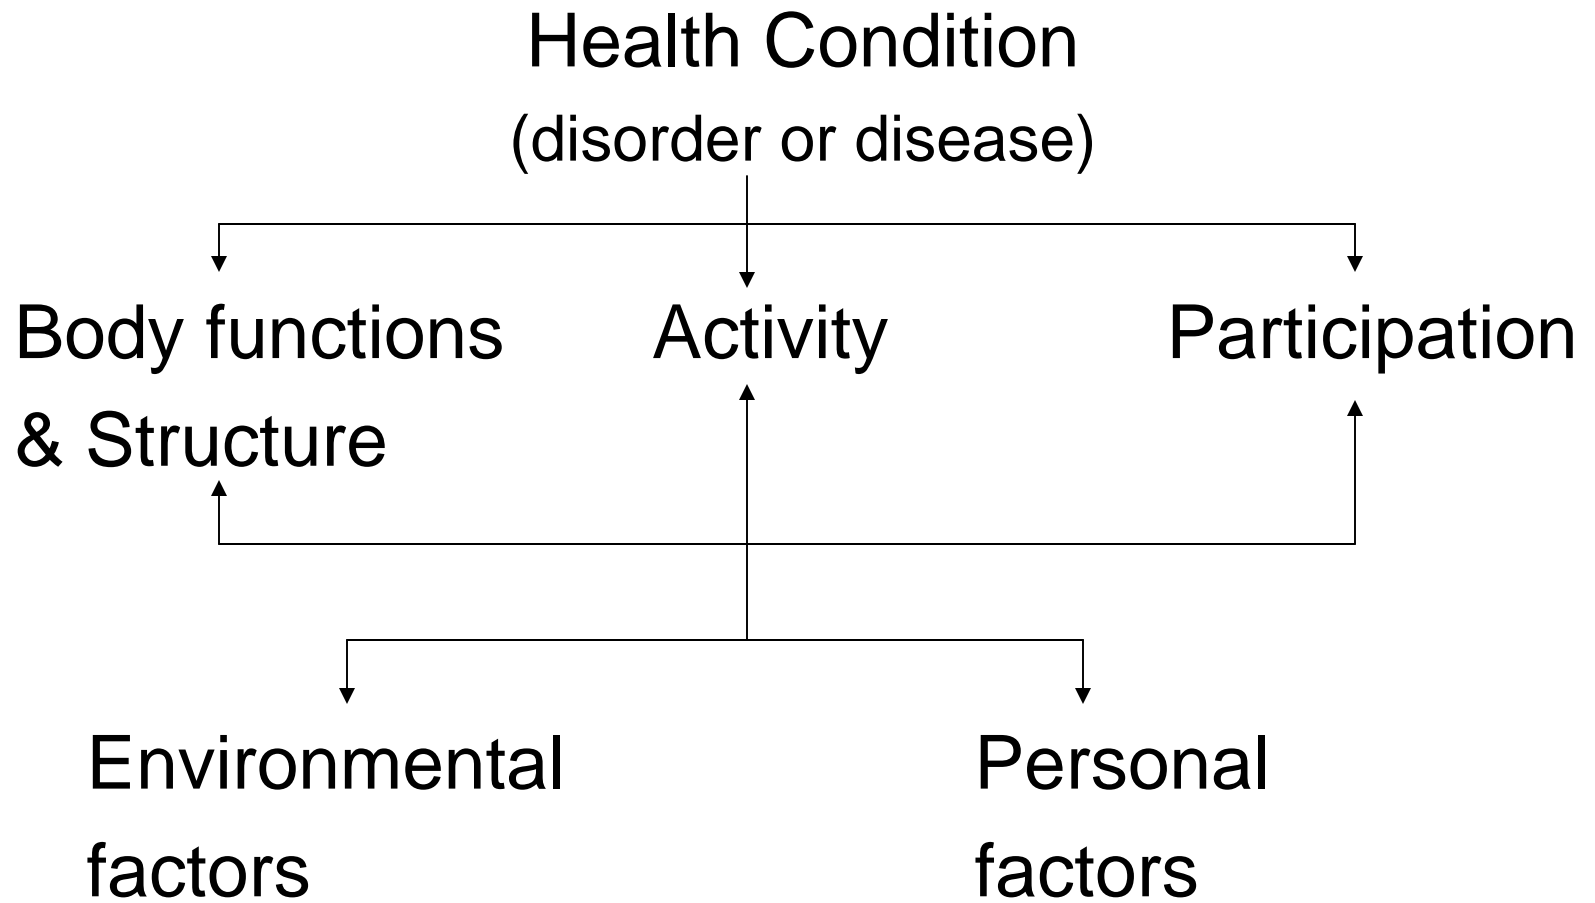 Health Condition
(disorder or disease)
Body functions
& Structure
Activity
Participation
Environmental
factors
Personal
factors